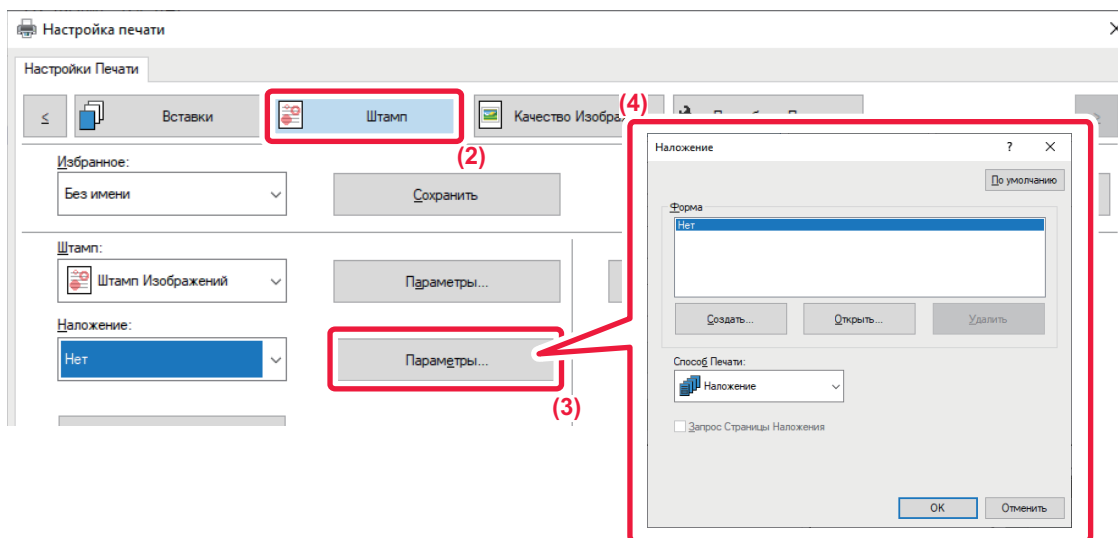 Настройка печати
Настройки Печати
≤ Вставки Штамп Качество Изображ (4)
(2)
Избранное:
Без имени Сохранить
Штамп:
Штамп Изображений Параметры...
Наложение:
Нет Параметры...
(3)
Наложение ?
По умолчанию
Форма
Нет
Создать... Открыть... Удалить
Способ Печати:
Наложение
Запрос Страницы Наложения
OK Отменить